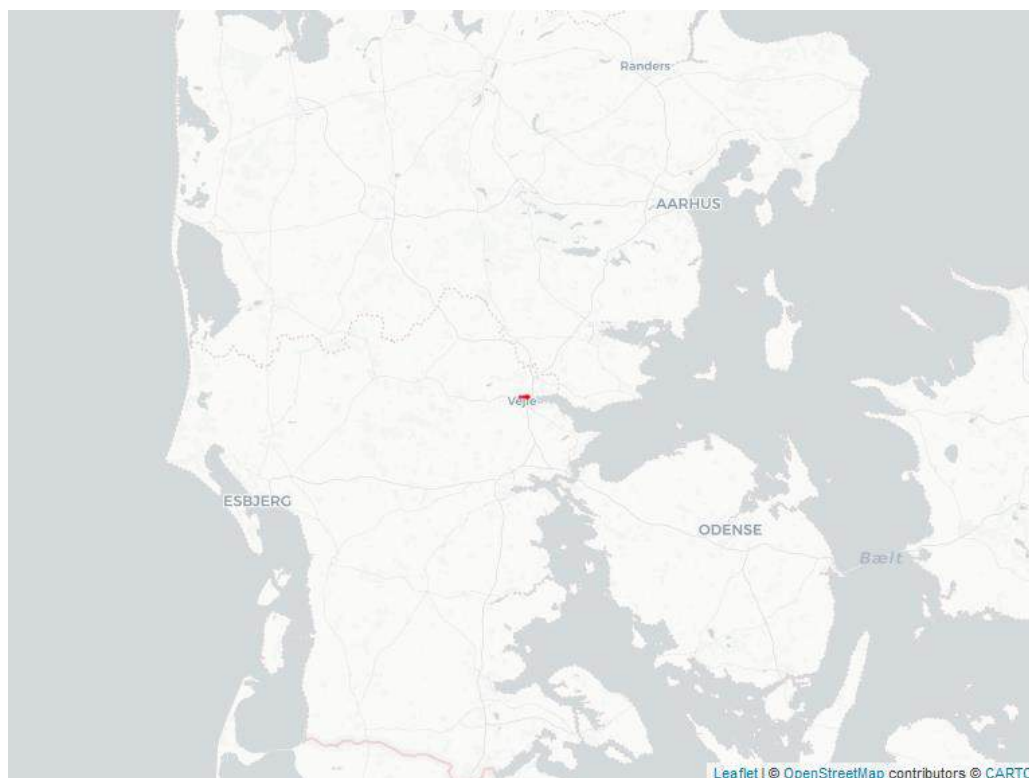 Randers
AARHUS
Vejle
ESBJERG
ODENSE
Bælt
Leaflet | © OpenStreetMap contributors © CARTO